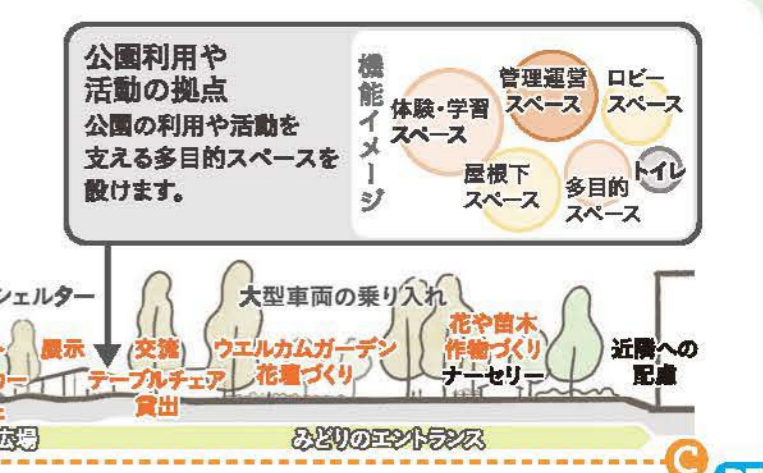 公園利用や
活動の拠点
公園の利用や活動を
支える多目的スペースを
設けます。
機能イメージ
体験・学習
スペース
管理運営
スペース
ロビー
スペース
屋根下
スペース
多目的
スペース
トイレ
シェルター
大型車両の乗り入れ
展示
交流
ウエルカムガーデン
花壇づくり
花や苗木
作物づくり
ナーセリー
近隣への
配慮
テーブルチェア
貸出
広場
みどりのエントランス
C